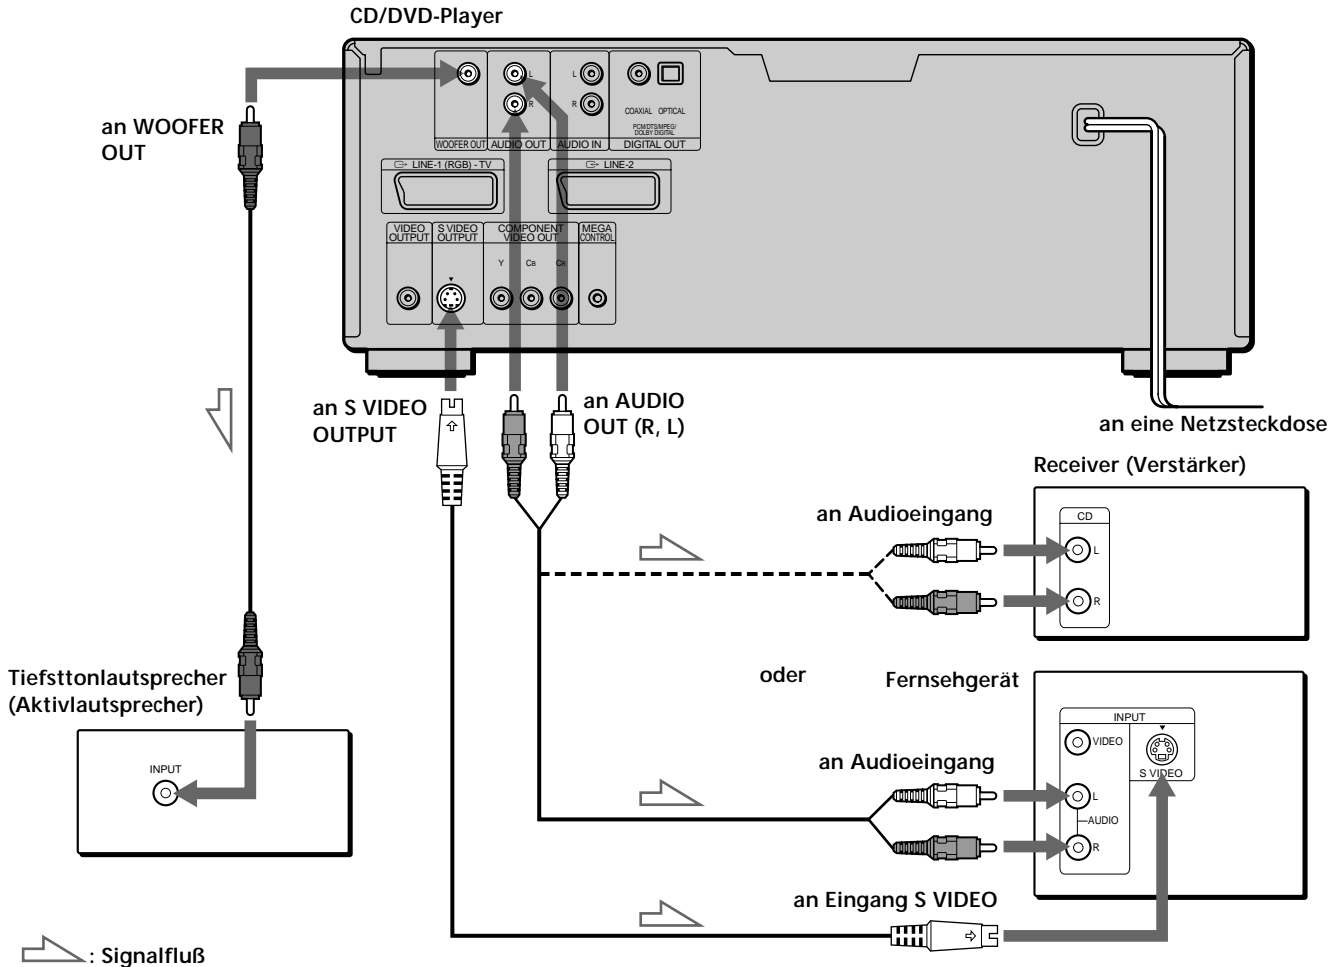 CD/DVD-Player
L
R
L
R
COAXIAL OPTICAL
PCM/DTS/MPEG/
DOLBY DIGITAL
WOOFER OUT
AUDIO OUT
AUDIO IN
DIGITAL OUT
an WOOFER
OUT
LINE-1 (RGB) - TV
LINE-2
VIDEO
OUTPUT
S VIDEO
OUTPUT
COMPONENT
VIDEO OUT
MEGA
CONTROL
Y
CB
CR
an S VIDEO
OUTPUT
an AUDIO
OUT (R, L)
an eine Netzsteckdose
Receiver (Verstärker)
an Audioeingang
CD
L
R
oder
Fernsehgerät
Tiefsttonlautsprecher
(Aktivlautsprecher)
INPUT
INPUT
VIDEO
S VIDEO
an Audioeingang
L
AUDIO
R
an Eingang S VIDEO
: Signalfluß